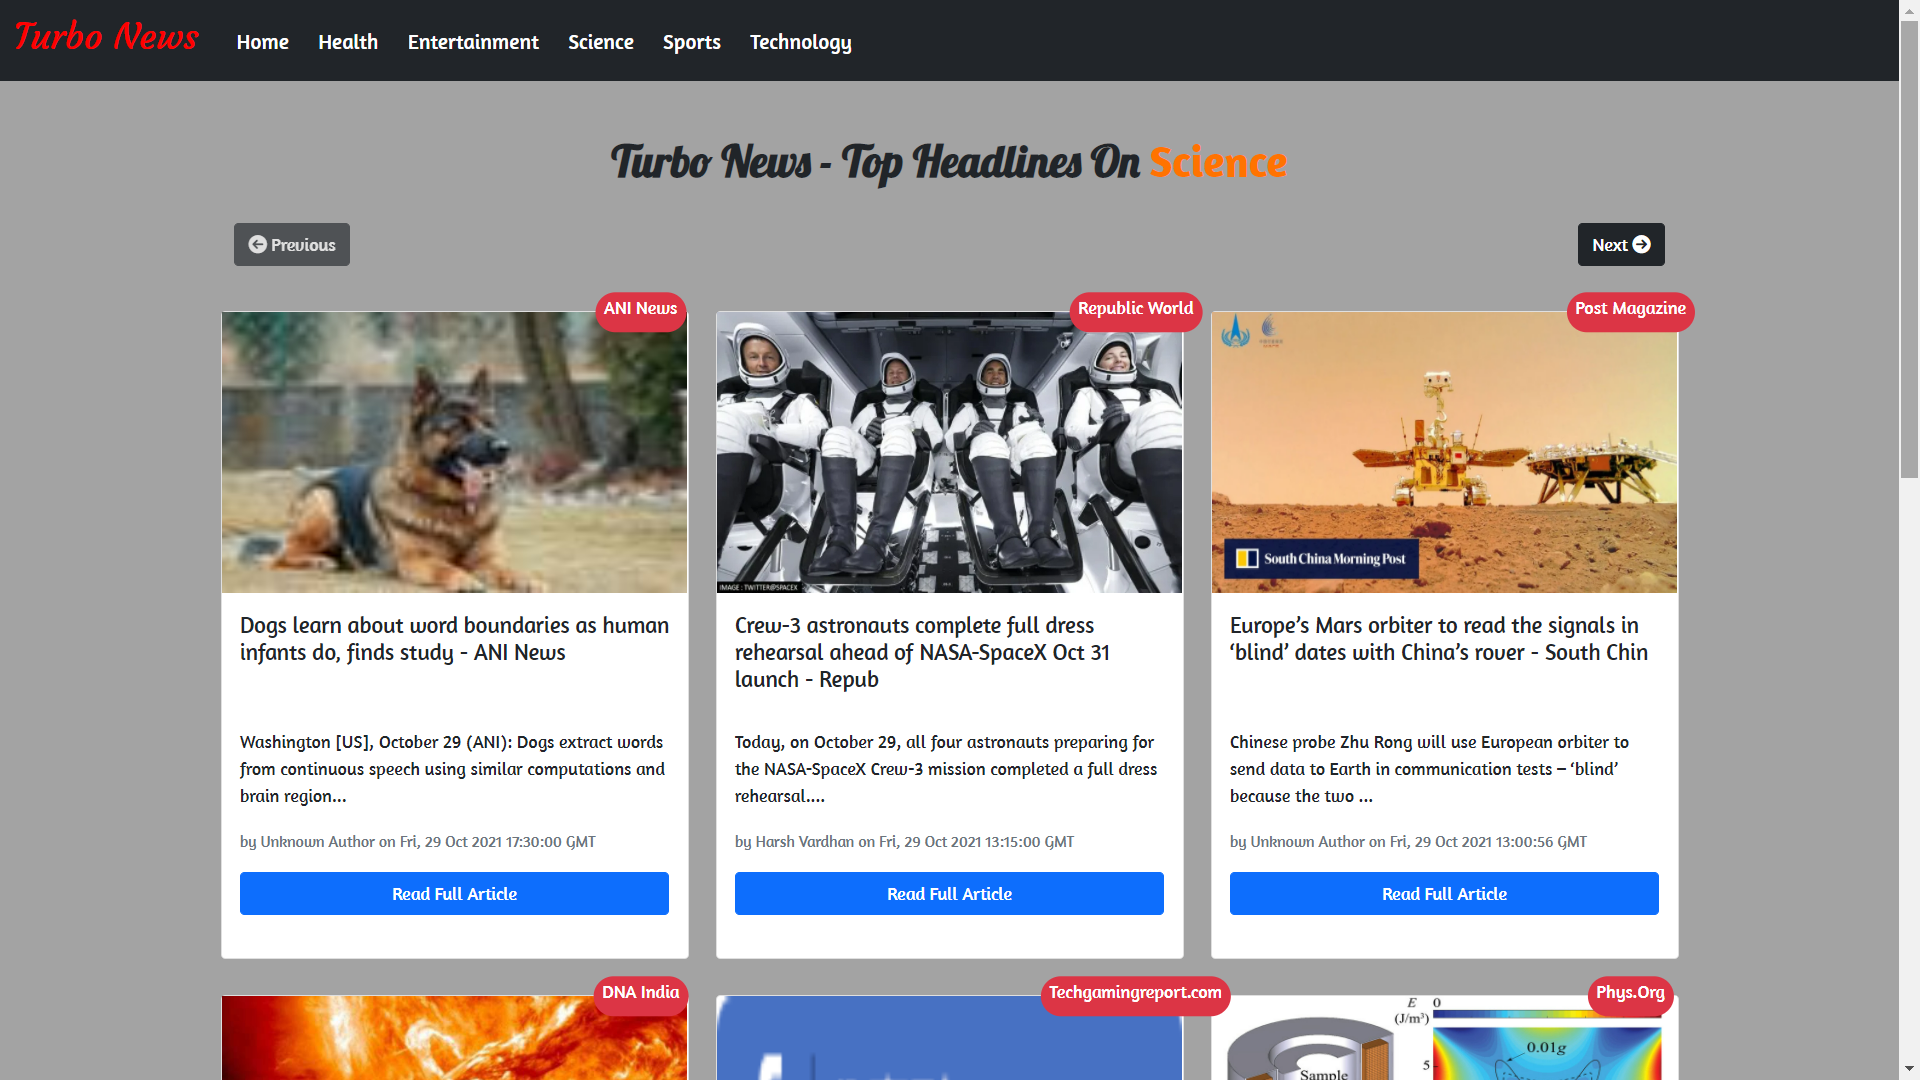 Turbo News
Home Health Entertainment Science Sports Technology
Turbo News - Top Headlines On Science
Previous
Next
ANI News
Republic World
Post Magazine
IMAGE : TWITTER@SPACEX
South China Morning Post
Dogs learn about word boundaries as human
infants do, finds study - ANI News
Washington [US], October 29 (ANI): Dogs extract words
from continuous speech using similar computations and
brain region...
by Unknown Author on Fri, 29 Oct 2021 17:30:00 GMT
Read Full Article
Crew-3 astronauts complete full dress
rehearsal ahead of NASA-SpaceX Oct 31
launch - Repub
Today, on October 29, all four astronauts preparing for
the NASA-SpaceX Crew-3 mission completed a full dress
rehearsal....
by Harsh Vardhan on Fri, 29 Oct 2021 13:15:00 GMT
Read Full Article
Europe’s Mars orbiter to read the signals in
‘blind’ dates with China’s rover - South Chin
Chinese probe Zhu Rong will use European orbiter to
send data to Earth in communication tests – ‘blind’
because the two ...
by Unknown Author on Fri, 29 Oct 2021 13:00:56 GMT
Read Full Article
DNA India
Techgamingreport.com
Phys.Org
E 0
(J/m³)
0.01g
5
Sample